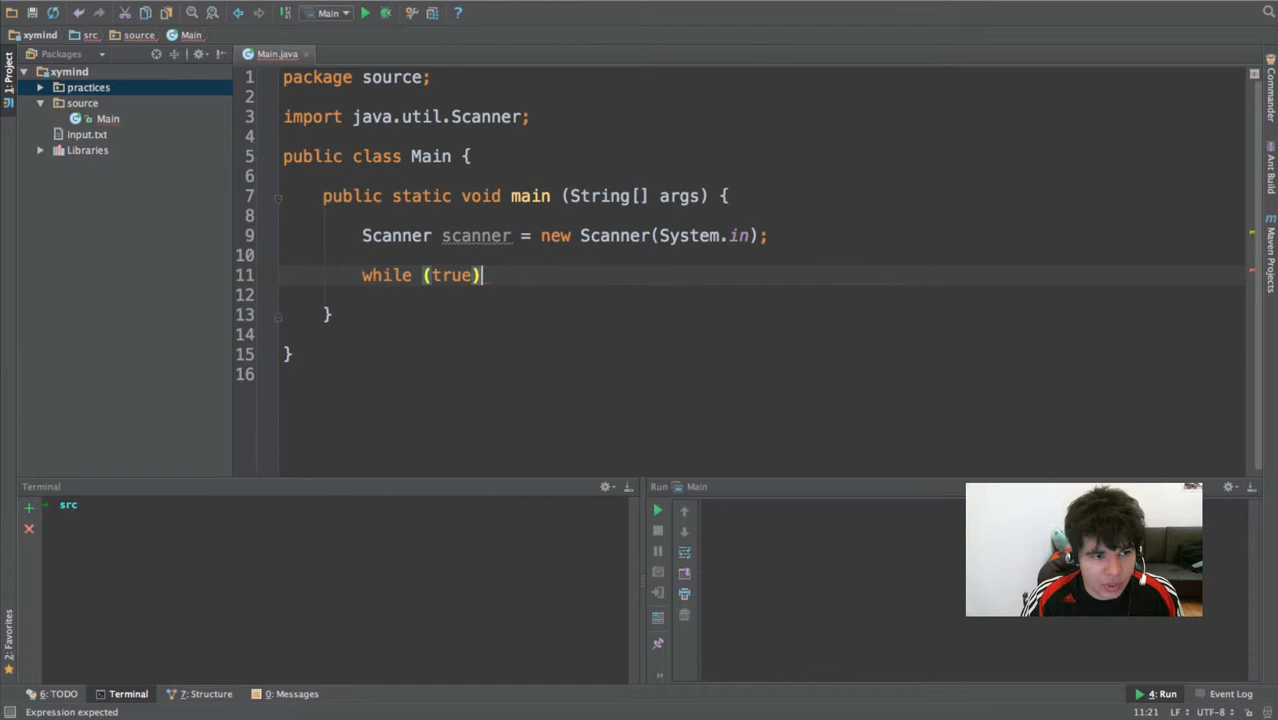 Main
xymind src source Main
Packages
Main.java
1: Project
xymind
practices
source
Main
input.txt
Libraries
1 package source;
2
3 import java.util.Scanner;
4
5 public class Main {
6
7 public static void main (String[] args) {
8
9 Scanner scanner = new Scanner(System.in);
10
11 while (true)
12
13 }
14
15 }
16
Commander
Ant Build
Maven Projects
Terminal
src
Run Main
2: Favorites
6: TODO Terminal 7: Structure 0: Messages 4: Run Event Log
Expression expected 11:21 LF UTF-8